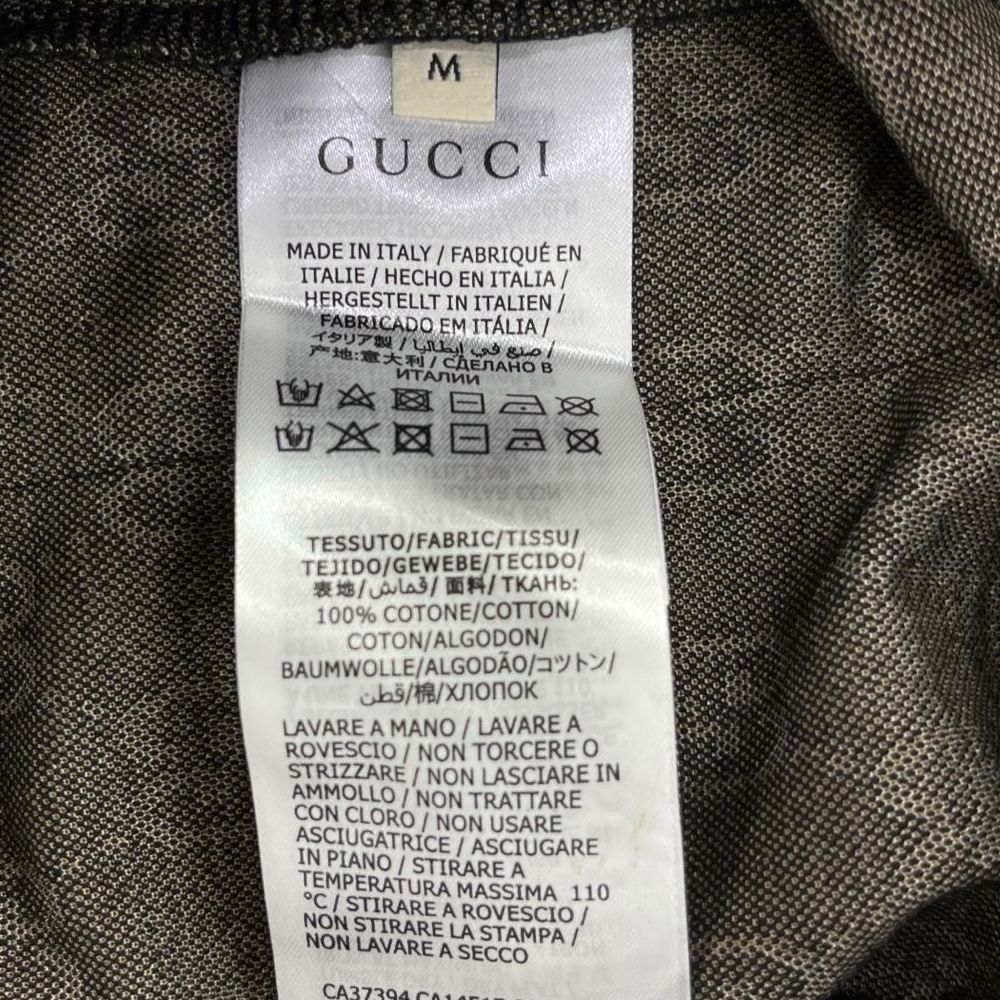 M
GUCCI
MADE IN ITALY / FABRIQUÉ EN
ITALIE / HECHO EN ITALIA /
HERGESTELLT IN ITALIEN /
FABRICADO EM ITÁLIA /
イタリア製 / صنع في إيطاليا /
产地:意大利 / СДЕЛАНО В
ИТАЛИИ
TESSUTO/FABRIC/TISSU/
TEJIDO/GEWEBE/TECIDO/
表地/قماش/ 面料/ ТКАНЬ:
100% COTONE/COTTON/
COTON/ALGODON/
BAUMWOLLE/ALGODÃO/コットン/
قطن/棉/ХЛОПОК
LAVARE A MANO / LAVARE A
ROVESCIO / NON TORCERE O
STRIZZARE / NON LASCIARE IN
AMMOLLO / NON TRATTARE
CON CLORO / NON USARE
ASCIUGATRICE / ASCIUGARE
IN PIANO / STIRARE A
TEMPERATURA MASSIMA 110
°C / STIRARE A ROVESCIO /
NON STIRARE LA STAMPA /
NON LAVARE A SECCO
CA37394